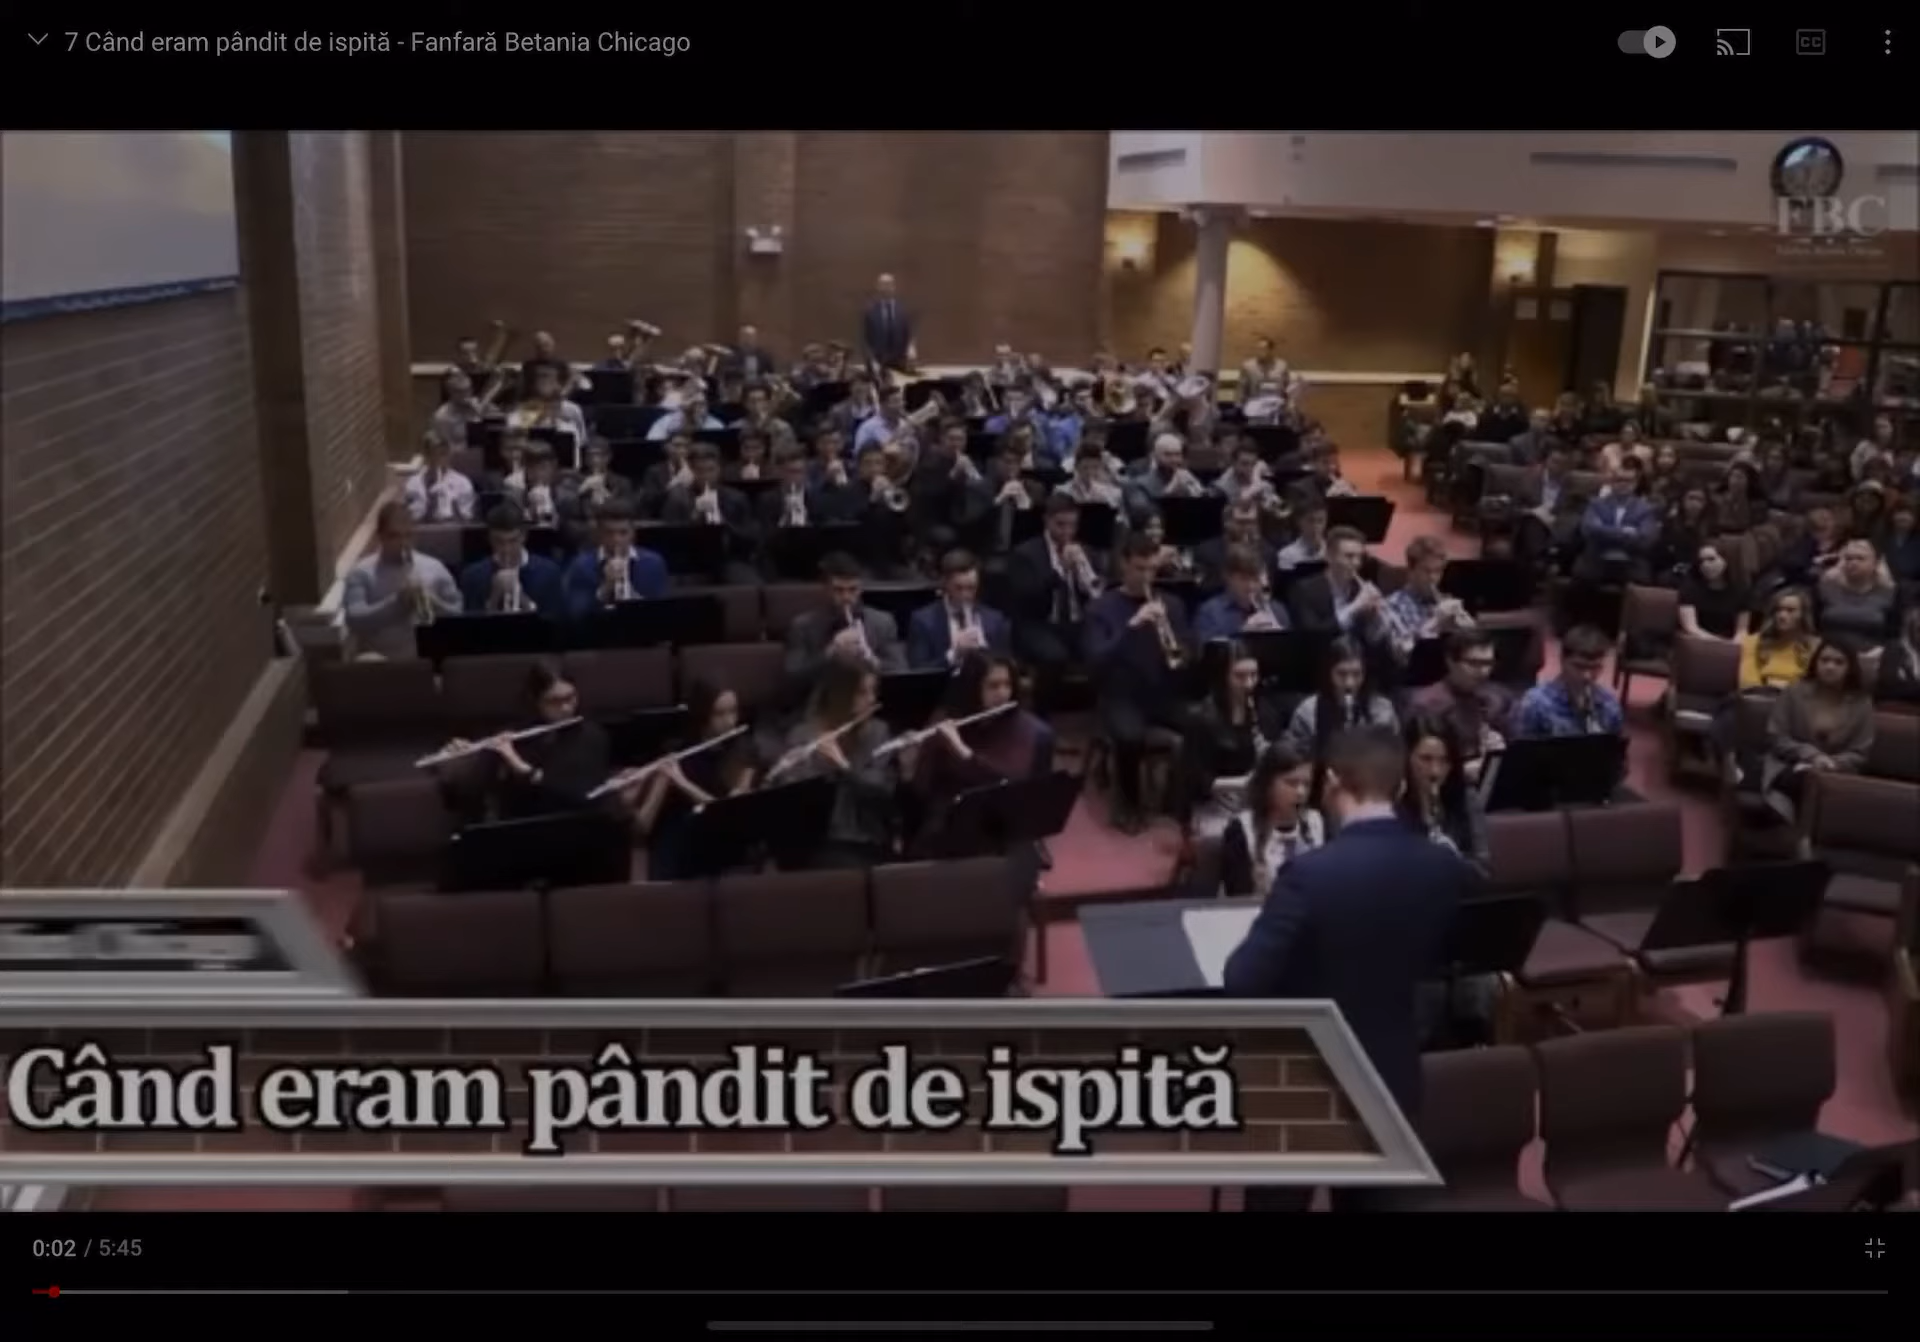 7 Când eram pândit de ispită - Fanfară Betania Chicago
CC
FBC
Când eram pândit de ispită
0:02 / 5:45